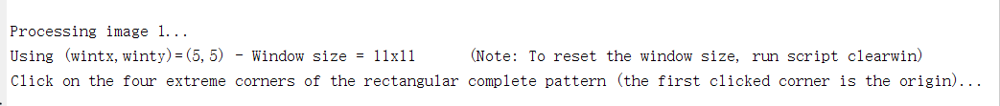 Processing image 1...
Using (wintx,winty)=(5,5) - Window size = 11x11      (Note: To reset the window size, run script clearwin)
Click on the four extreme corners of the rectangular complete pattern (the first clicked corner is the origin)...